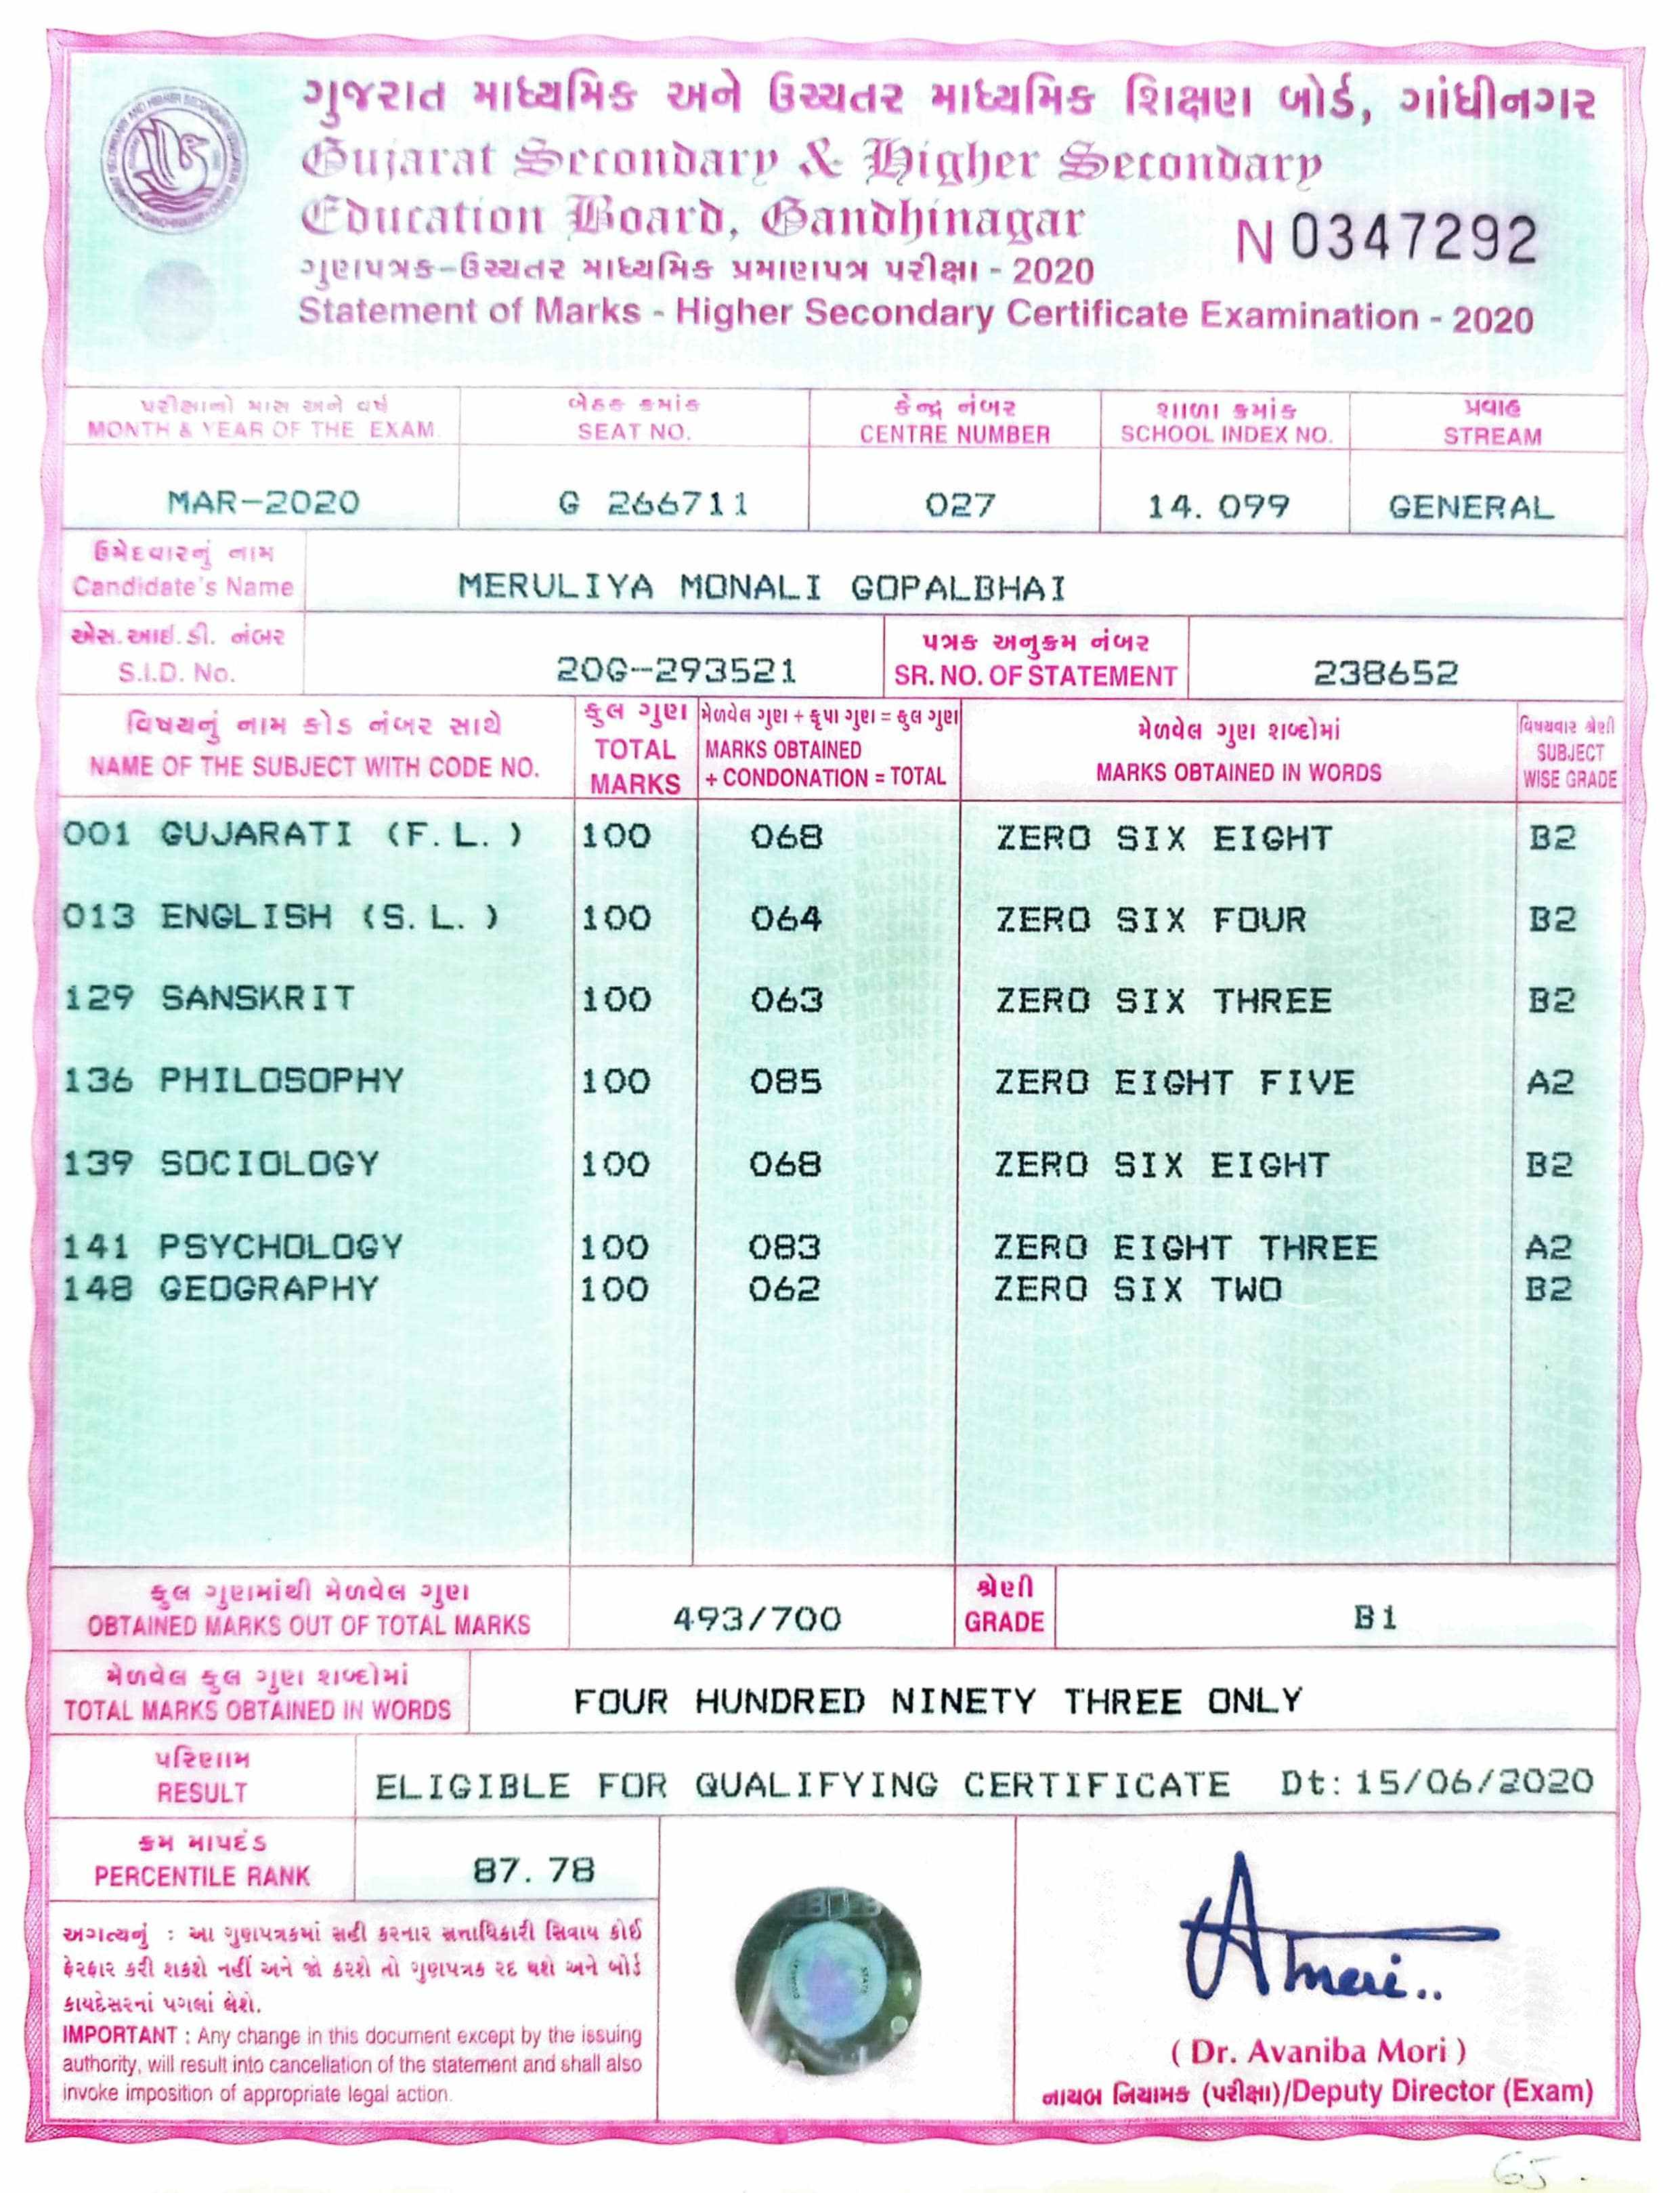 ગુજરાત માધ્યમિક અને ઉચ્ચતર માધ્યમિક શિક્ષણ બોર્ડ, ગાંધીનગર
Gujarat Secondary & Higher Secondary
Education Board, Gandhinagar
N 0347292
ગુણપત્રક-ઉચ્ચતર માધ્યમિક પ્રમાણપત્ર પરીક્ષા - 2020
Statement of Marks - Higher Secondary Certificate Examination - 2020
પરીક્ષાનો માસ અને વર્ષ બેઠક ક્રમાંક કેન્દ્ર નંબર શાળા ક્રમાંક પ્રવાહ
MONTH & YEAR OF THE EXAM. SEAT NO. CENTRE NUMBER SCHOOL INDEX NO. STREAM
MAR-2020 G 266711 027 14. 099 GENERAL
ઉમેદવારનું નામ
Candidate's Name MERULIYA MONALI GOPALBHAI
એસ.આઈ.ડી. નંબર પત્રક અનુક્રમ નંબર
S.I.D. No. 20G-293521 SR. NO. OF STATEMENT 238652
વિષયનું નામ કોડ નંબર સાથે કુલ ગુણ મેળવેલ ગુણ + કૃપા ગુણ = કુલ ગુણ મેળવેલ ગુણ શબ્દોમાં વિષયવાર શ્રેણી
NAME OF THE SUBJECT WITH CODE NO. TOTAL MARKS MARKS OBTAINED + CONDONATION = TOTAL MARKS OBTAINED IN WORDS SUBJECT WISE GRADE
001 GUJARATI (F. L. ) 100 068 ZERO SIX EIGHT B2
013 ENGLISH (S. L. ) 100 064 ZERO SIX FOUR B2
129 SANSKRIT 100 063 ZERO SIX THREE B2
136 PHILOSOPHY 100 085 ZERO EIGHT FIVE A2
139 SOCIOLOGY 100 068 ZERO SIX EIGHT B2
141 PSYCHOLOGY 100 083 ZERO EIGHT THREE A2
148 GEOGRAPHY 100 062 ZERO SIX TWO B2
કુલ ગુણમાંથી મેળવેલ ગુણ શ્રેણી
OBTAINED MARKS OUT OF TOTAL MARKS 493/700 GRADE B1
મેળવેલ કુલ ગુણ શબ્દોમાં
TOTAL MARKS OBTAINED IN WORDS FOUR HUNDRED NINETY THREE ONLY
પરિણામ
RESULT ELIGIBLE FOR QUALIFYING CERTIFICATE Dt: 15/06/2020
ક્રમ માપદંડ
PERCENTILE RANK 87. 78
અગત્યનું : આ ગુણપત્રકમાં સહી કરનાર સત્તાધિકારી સિવાય કોઈ
ફેરફાર કરી શકશે નહીં અને જો કરશે તો ગુણપત્રક રદ થશે અને બોર્ડ
કાયદેસરનાં પગલાં લેશે.
IMPORTANT : Any change in this document except by the issuing
authority, will result into cancellation of the statement and shall also
invoke imposition of appropriate legal action.
( Dr. Avaniba Mori )
નાયબ નિયામક (પરીક્ષા)/Deputy Director (Exam)
65